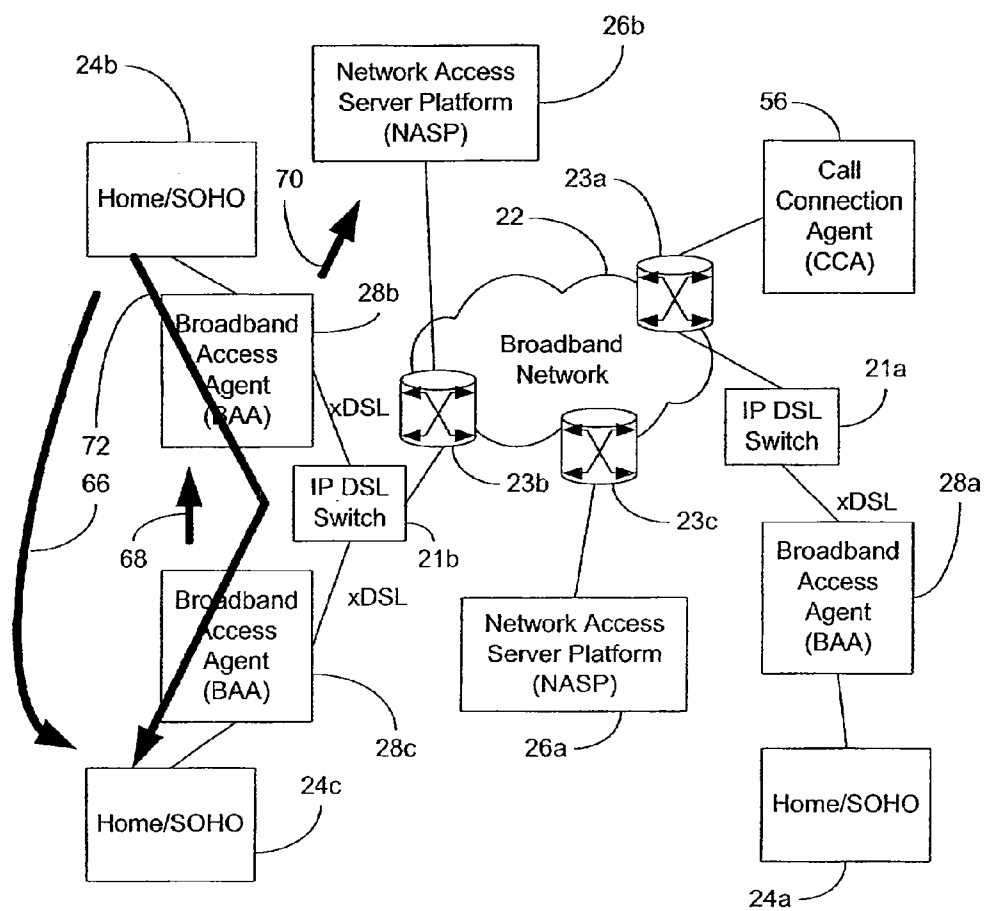 26b
24b
Network Access
Server Platform
(NASP)
56
Home/SOHO
70
23a
Call
Connection
Agent
(CCA)
22
28b
Broadband
Access
Agent
(BAA)
Broadband
Network
21a
xDSL
IP DSL
Switch
72
66
23b
IP DSL
Switch
28a
23c
xDSL
68
21b
Broadband
Access
Agent
(BAA)
Broadband
Access
Agent
(BAA)
xDSL
Network Access
Server Platform
(NASP)
28c
26a
24c
Home/SOHO
Home/SOHO
24a